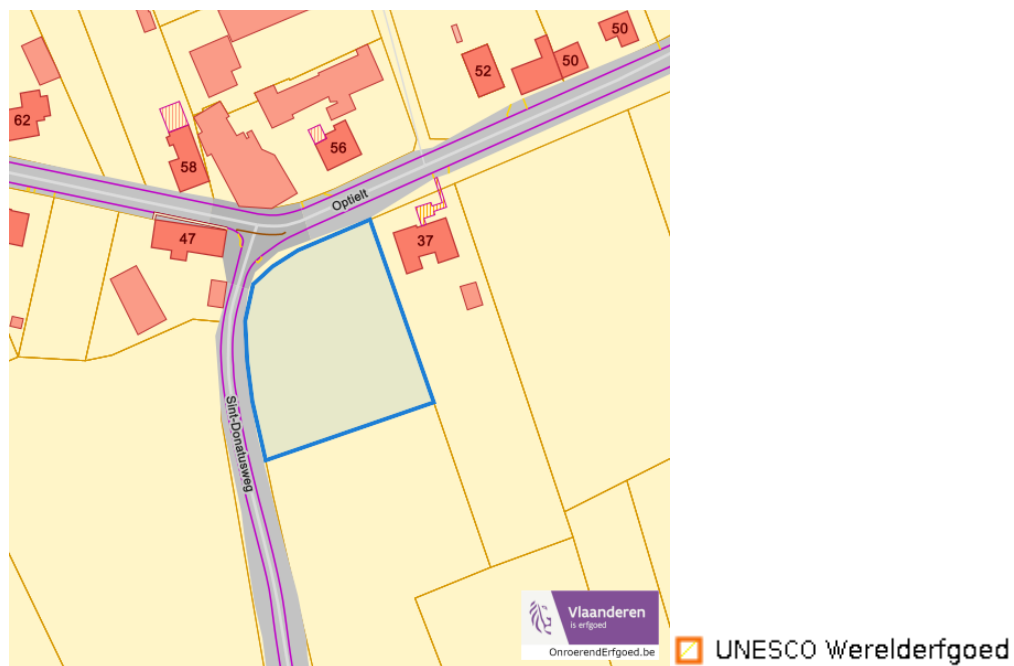 50
50
52
62
56
58
Optielt
47
37
Sint-Donatusweg
Vlaanderen
is erfgoed
OnroerendErfgoed.be
UNESCO Werelderfgoed